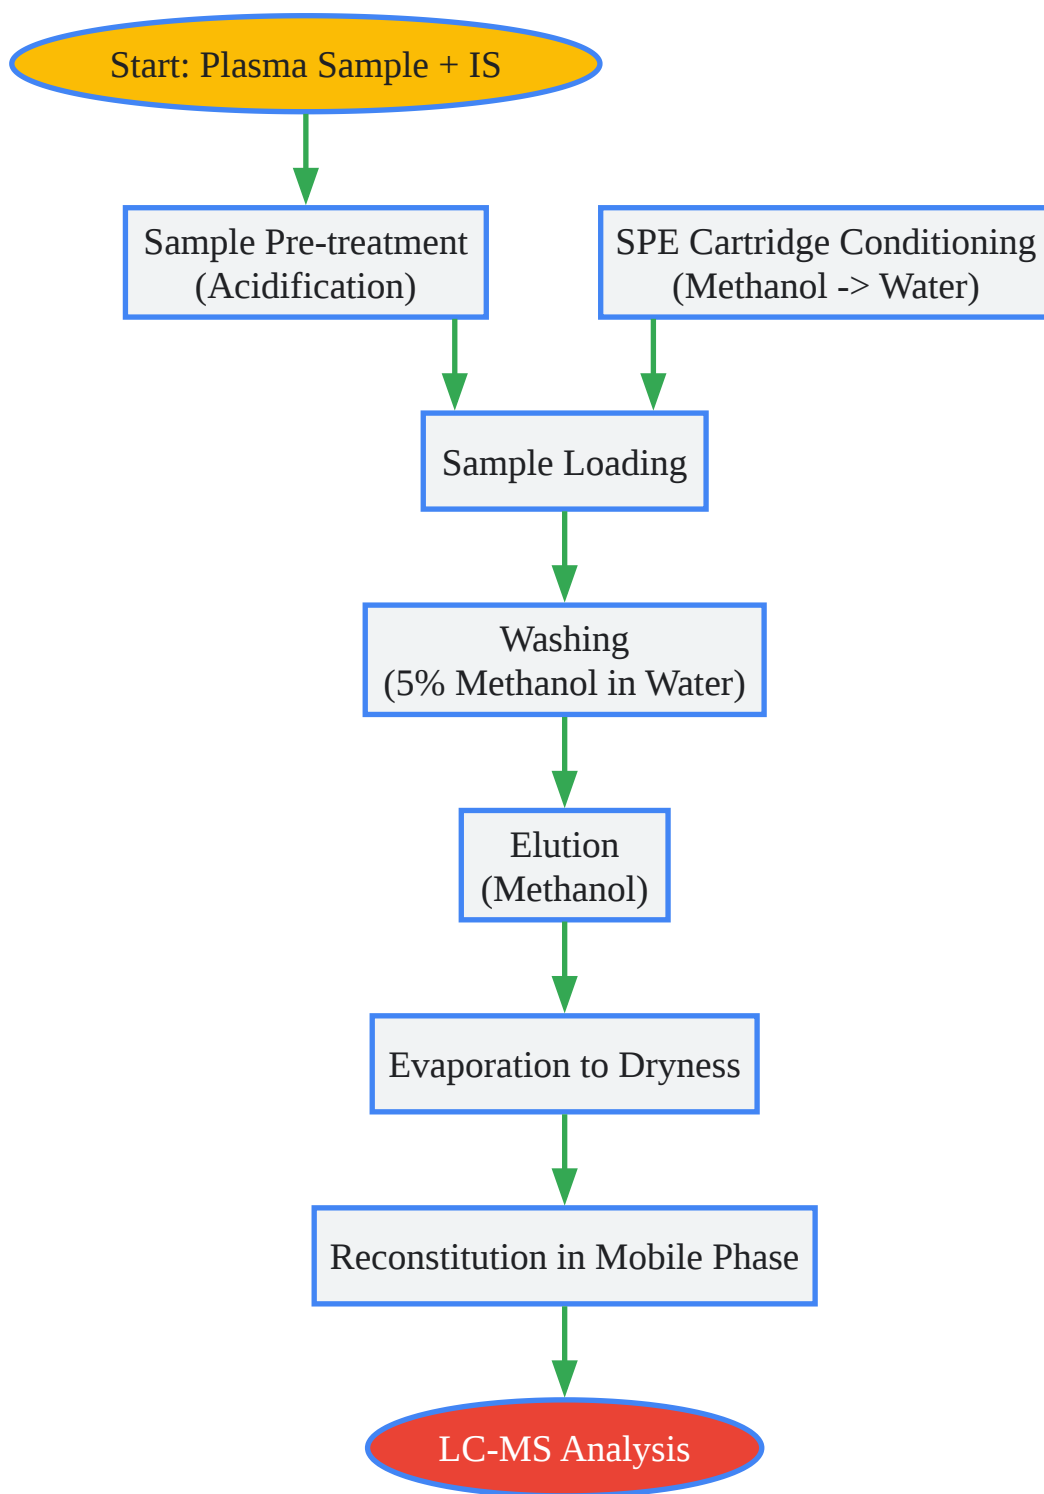 Start: Plasma Sample + IS
Sample Pre-treatment
(Acidification)
SPE Cartridge Conditioning
(Methanol -> Water)
Sample Loading
Washing
(5% Methanol in Water)
Elution
(Methanol)
Evaporation to Dryness
Reconstitution in Mobile Phase
LC-MS Analysis